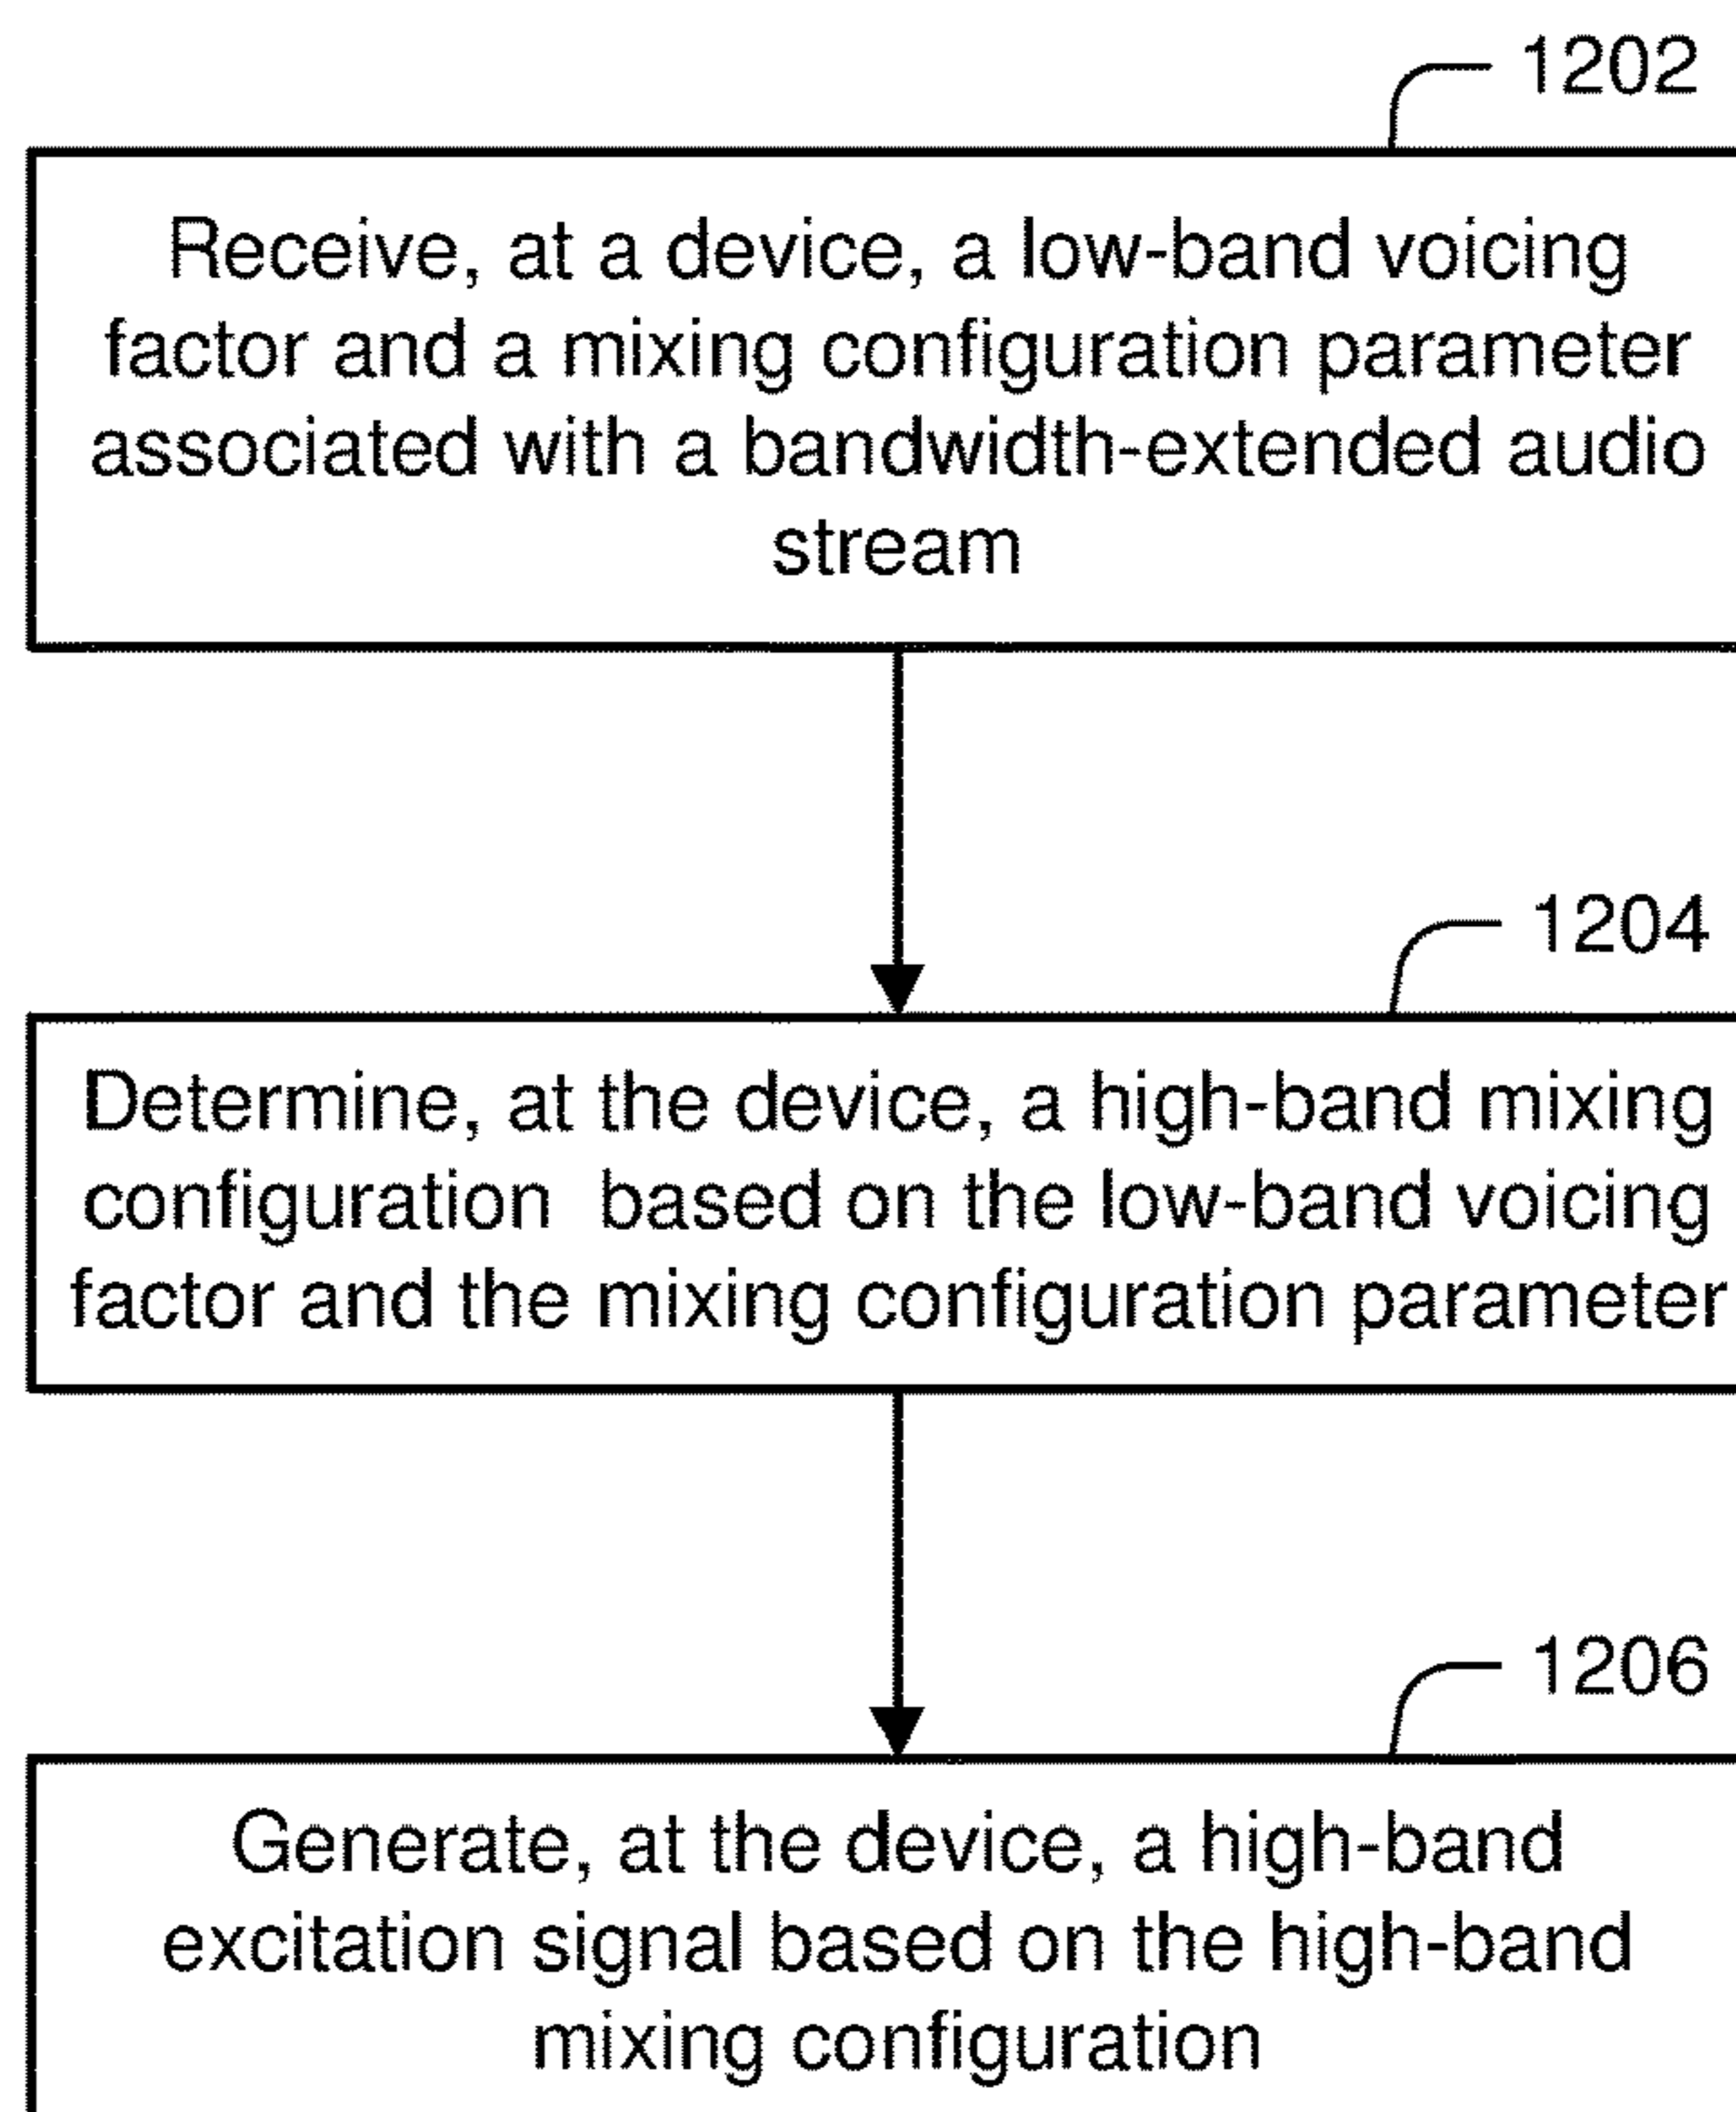 1202
Receive, at a device, a low-band voicing
factor and a mixing configuration parameter
associated with a bandwidth-extended audio
stream
1204
Determine, at the device, a high-band mixing
configuration based on the low-band voicing
factor and the mixing configuration parameter
1206
Generate, at the device, a high-band
excitation signal based on the high-band
mixing configuration